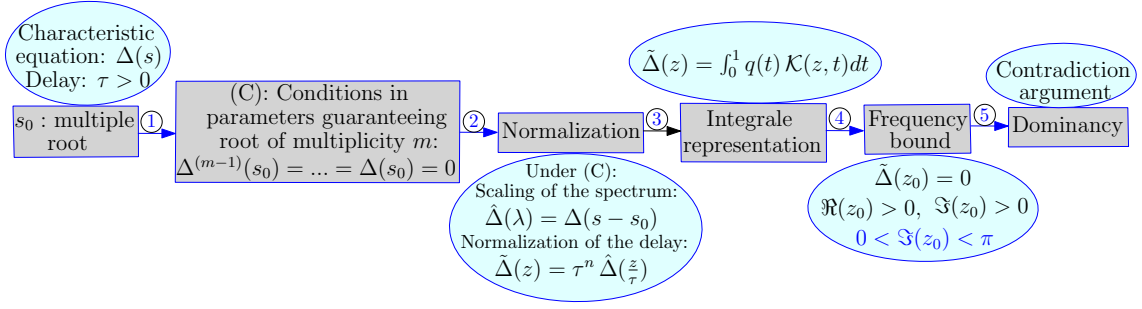 Characteristic
equation: Δ(s)
Delay: τ > 0
s₀ : multiple
root
①
(C): Conditions in
parameters guaranteeing
root of multiplicity m:
Δ⁽ᵐ⁻¹⁾(s₀) = ... = Δ(s₀) = 0
②
Normalization
Under (C):
Scaling of the spectrum:
Δ̂(λ) = Δ(s − s₀)
Normalization of the delay:
Δ̃(z) = τⁿ Δ̂(z/τ)
③
Δ̃(z) = ∫₀¹ q(t) 𝒦(z, t)dt
Integrale
representation
④
Frequency
bound
Δ̃(z₀) = 0
ℜ(z₀) > 0, ℑ(z₀) > 0
0 < ℑ(z₀) < π
⑤
Contradiction
argument
Dominancy